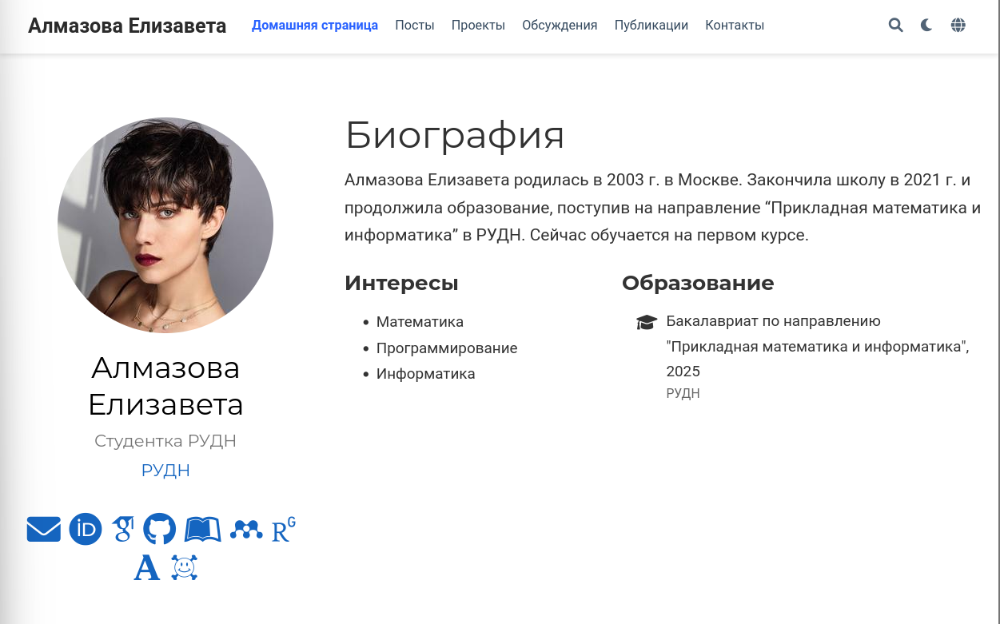 Алмазова Елизавета
Домашняя страница Посты Проекты Обсуждения Публикации Контакты
Биография
Алмазова Елизавета родилась в 2003 г. в Москве. Закончила школу в 2021 г. и
продолжила образование, поступив на направление “Прикладная математика и
информатика” в РУДН. Сейчас обучается на первом курсе.
Интересы
• Математика
• Программирование
• Информатика
Образование
Бакалавриат по направлению
"Прикладная математика и информатика",
2025
РУДН
Алмазова
Елизавета
Студентка РУДН
РУДН